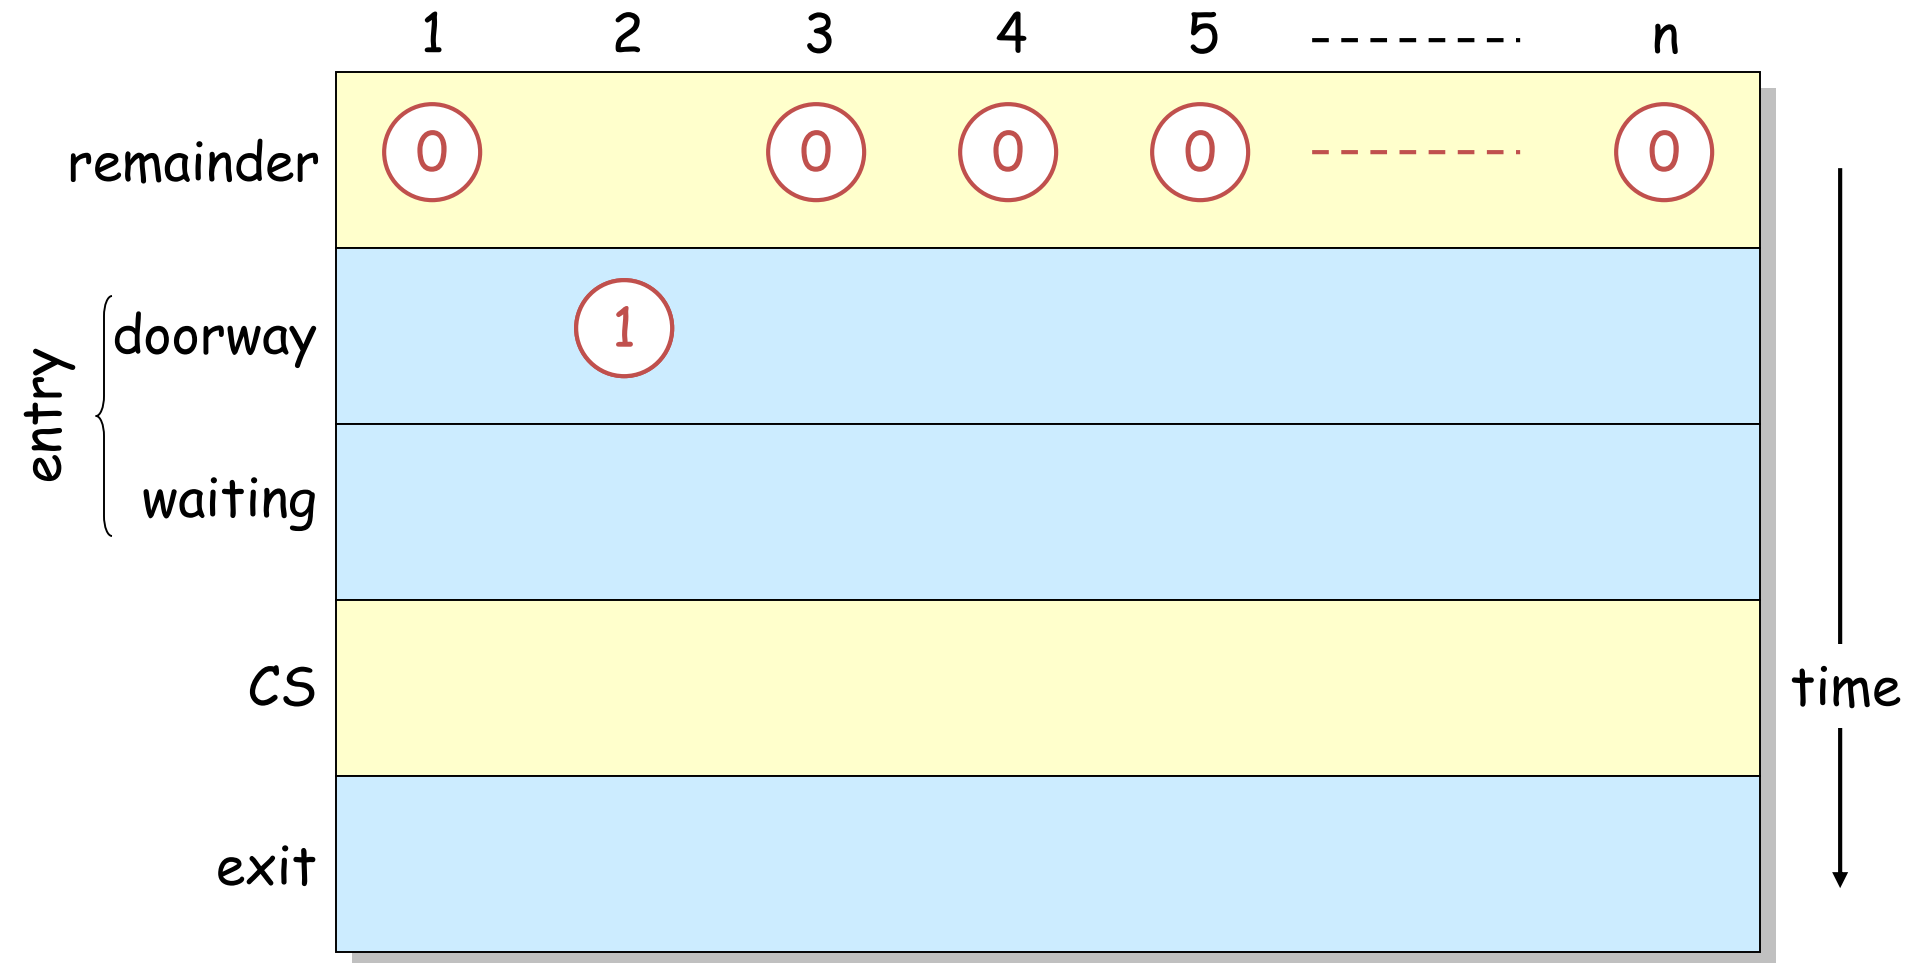 1 2 3 4 5 n
remainder 0 0 0 0 0
entry
doorway 1
waiting
CS
time
exit